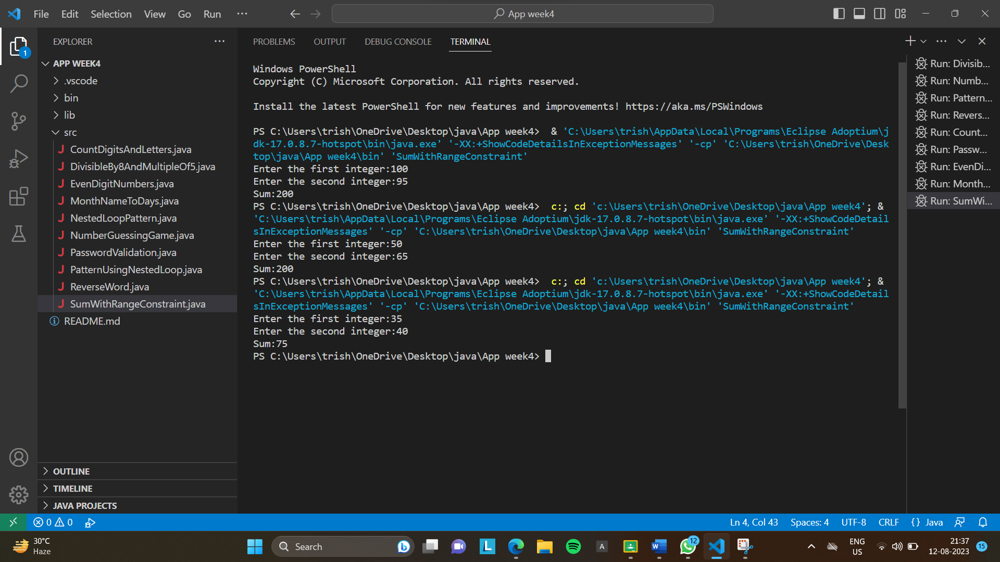 File Edit Selection View Go Run ... App week4
EXPLORER ...
APP WEEK4
.vscode
bin
lib
src
CountDigitsAndLetters.java
DivisibleBy8AndMultipleOf5.java
EvenDigitNumbers.java
MonthNameToDays.java
NestedLoopPattern.java
NumberGuessingGame.java
PasswordValidation.java
PatternUsingNestedLoop.java
ReverseWord.java
SumWithRangeConstraint.java
README.md
OUTLINE
TIMELINE
JAVA PROJECTS
1
PROBLEMS OUTPUT DEBUG CONSOLE TERMINAL
Windows PowerShell
Copyright (C) Microsoft Corporation. All rights reserved.
Install the latest PowerShell for new features and improvements! https://aka.ms/PSWindows
PS C:\Users\trish\OneDrive\Desktop\java\App week4>  & 'C:\Users\trish\AppData\Local\Programs\Eclipse Adoptium\j
dk-17.0.8.7-hotspot\bin\java.exe' '-XX:+ShowCodeDetailsInExceptionMessages' '-cp' 'C:\Users\trish\OneDrive\Desk
top\java\App week4\bin' 'SumWithRangeConstraint'
Enter the first integer:100
Enter the second integer:95
Sum:200
PS C:\Users\trish\OneDrive\Desktop\java\App week4>  c:; cd 'c:\Users\trish\OneDrive\Desktop\java\App week4'; &
'C:\Users\trish\AppData\Local\Programs\Eclipse Adoptium\jdk-17.0.8.7-hotspot\bin\java.exe' '-XX:+ShowCodeDetail
sInExceptionMessages' '-cp' 'C:\Users\trish\OneDrive\Desktop\java\App week4\bin' 'SumWithRangeConstraint'
Enter the first integer:50
Enter the second integer:65
Sum:200
PS C:\Users\trish\OneDrive\Desktop\java\App week4>  c:; cd 'c:\Users\trish\OneDrive\Desktop\java\App week4'; &
'C:\Users\trish\AppData\Local\Programs\Eclipse Adoptium\jdk-17.0.8.7-hotspot\bin\java.exe' '-XX:+ShowCodeDetail
sInExceptionMessages' '-cp' 'C:\Users\trish\OneDrive\Desktop\java\App week4\bin' 'SumWithRangeConstraint'
Enter the first integer:35
Enter the second integer:40
Sum:75
PS C:\Users\trish\OneDrive\Desktop\java\App week4>
Run: Divisib...
Run: Numb...
Run: Pattern...
Run: Revers...
Run: Count...
Run: Passw...
Run: EvenDi...
Run: Month...
Run: SumWi...
0 0 Ln 4, Col 43 Spaces: 4 UTF-8 CRLF {} Java
30°C
Haze
Search
L
A
W
12
ENG
US
21:37
12-08-2023
15